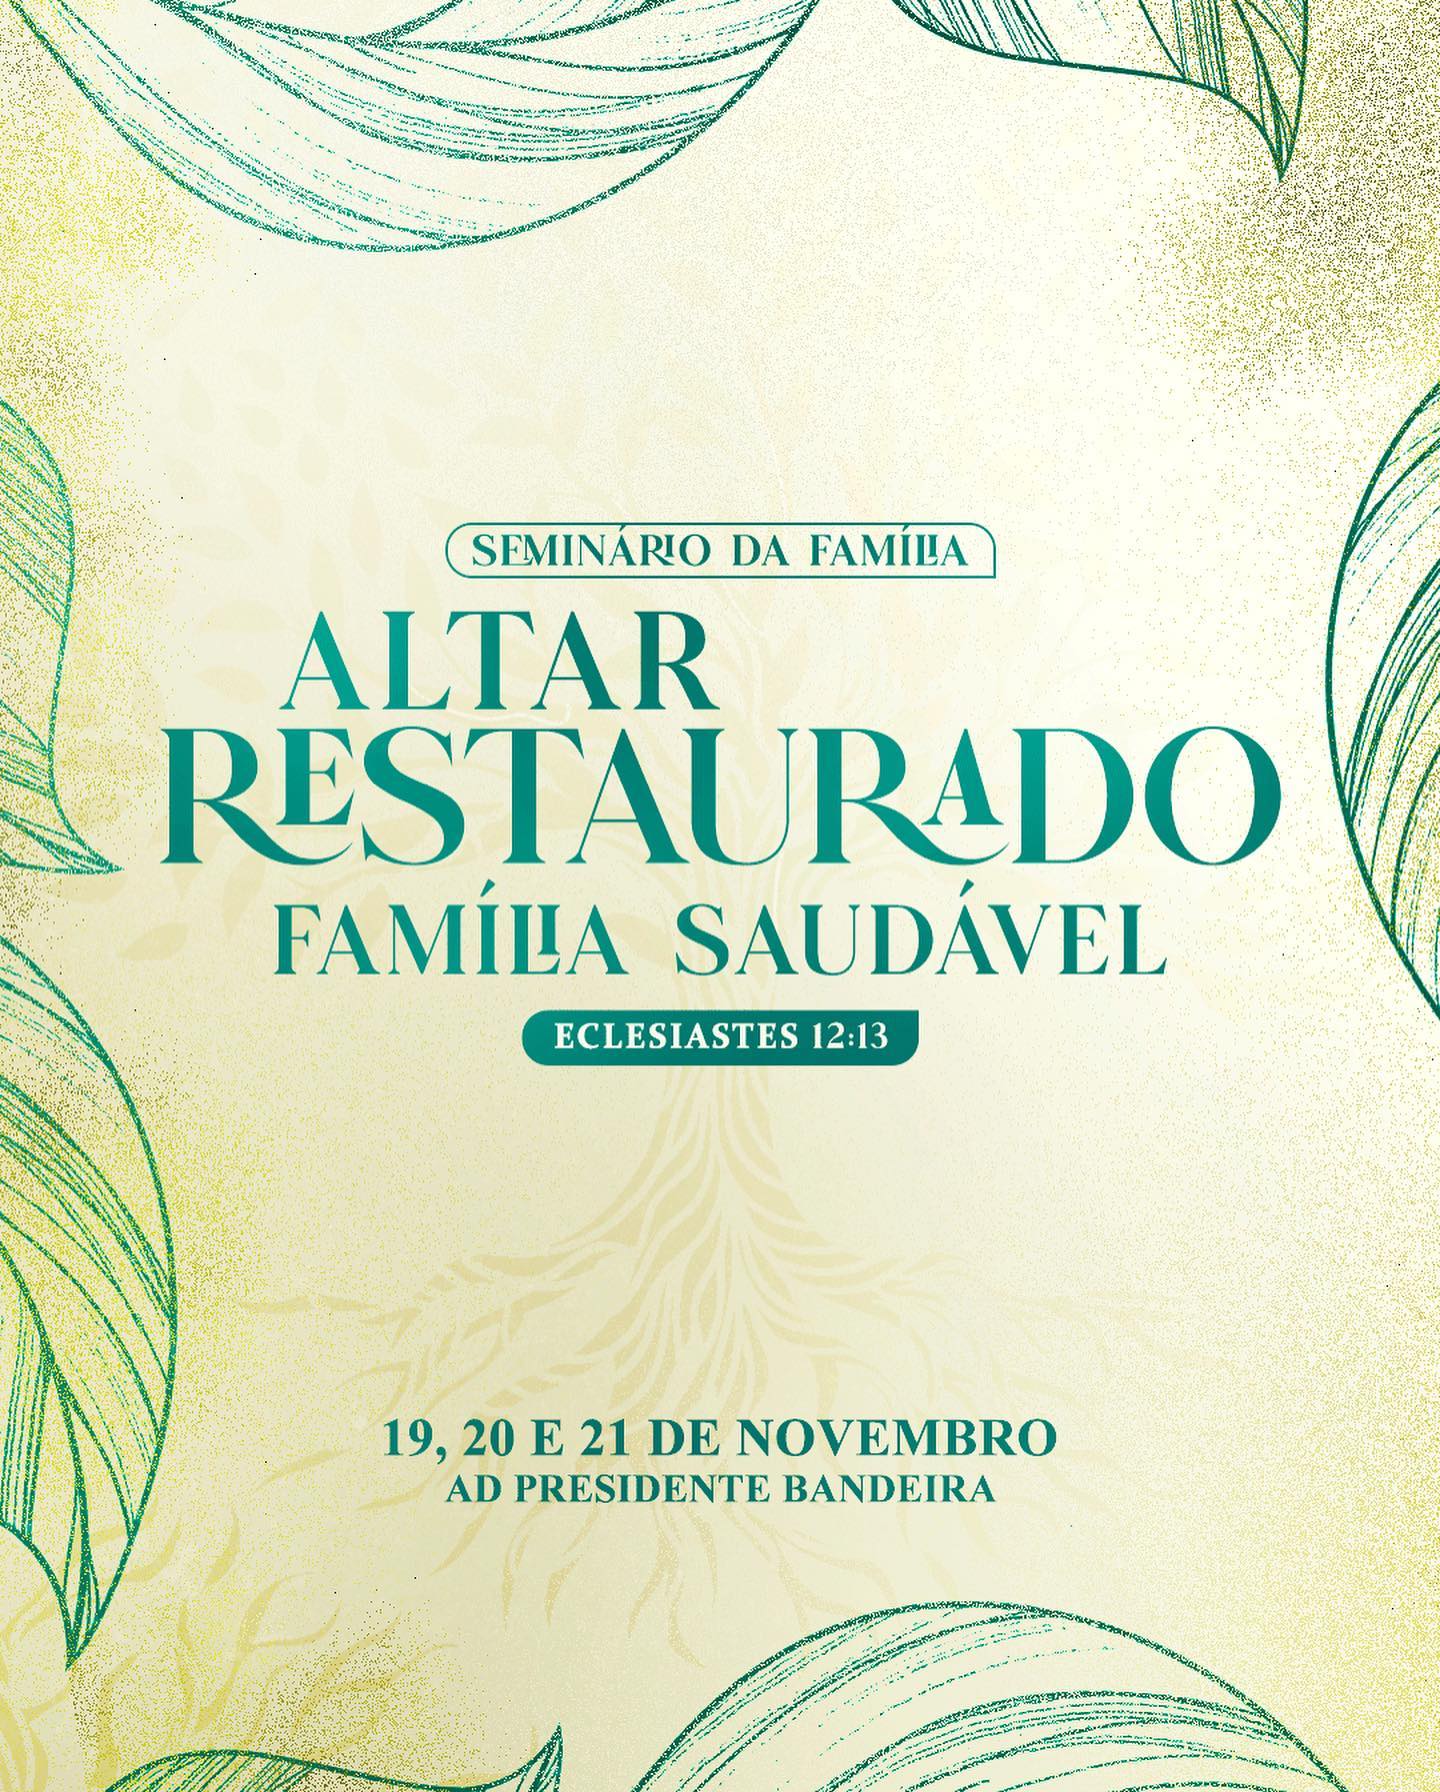 SEMINÁRIO DA FAMÍLIA
ALTAR
RESTAURADO
FAMÍLIA SAUDÁVEL
ECLESIASTES 12:13
19, 20 E 21 DE NOVEMBRO
AD PRESIDENTE BANDEIRA